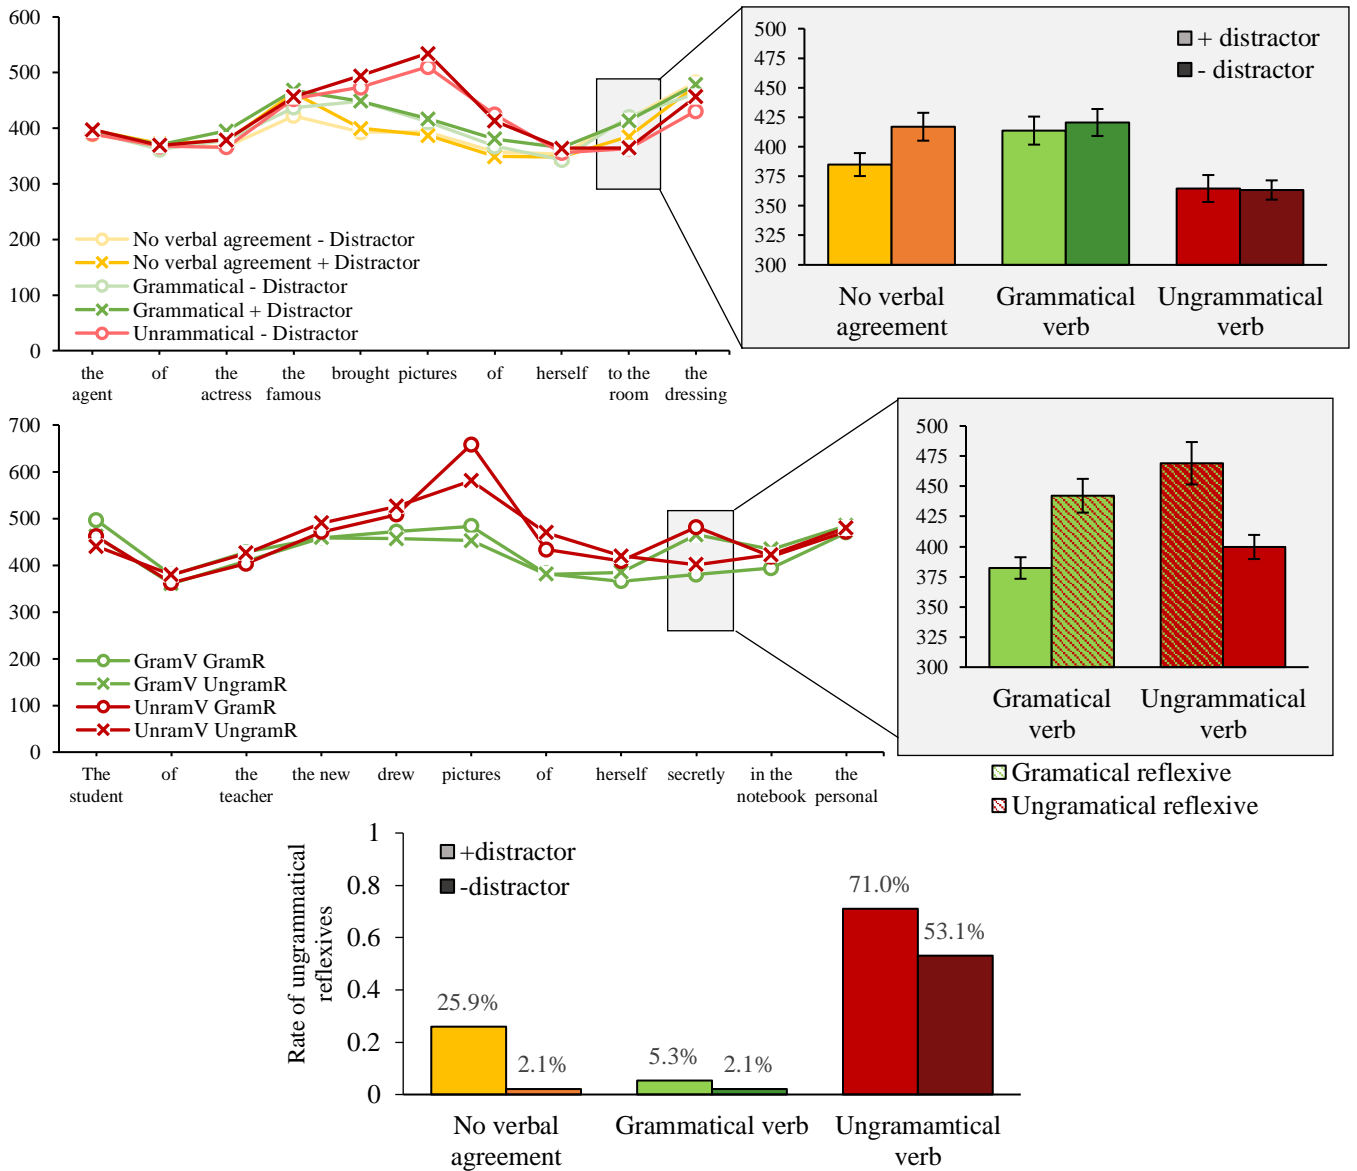 600
500
400
300
200
100
0
No verbal agreement - Distractor
No verbal agreement + Distractor
Grammatical - Distractor
Grammatical + Distractor
Unrammatical - Distractor
the agent
of
the actress
the famous
brought
pictures
of
herself
to the room
the dressing
500
475
450
425
400
375
350
325
300
+ distractor
- distractor
No verbal agreement
Grammatical verb
Ungrammatical verb
700
600
500
400
300
200
100
0
GramV GramR
GramV UngramR
UnramV GramR
UnramV UngramR
The student
of
the teacher
the new
drew
pictures
of
herself
secretly
in the notebook
the personal
500
475
450
425
400
375
350
325
300
Gramatical verb
Ungrammatical verb
Gramatical reflexive
Ungramatical reflexive
Rate of ungrammatical reflexives
1
0.8
0.6
0.4
0.2
0
+distractor
-distractor
25.9%
2.1%
5.3%
2.1%
71.0%
53.1%
No verbal agreement
Grammatical verb
Ungramamtical verb